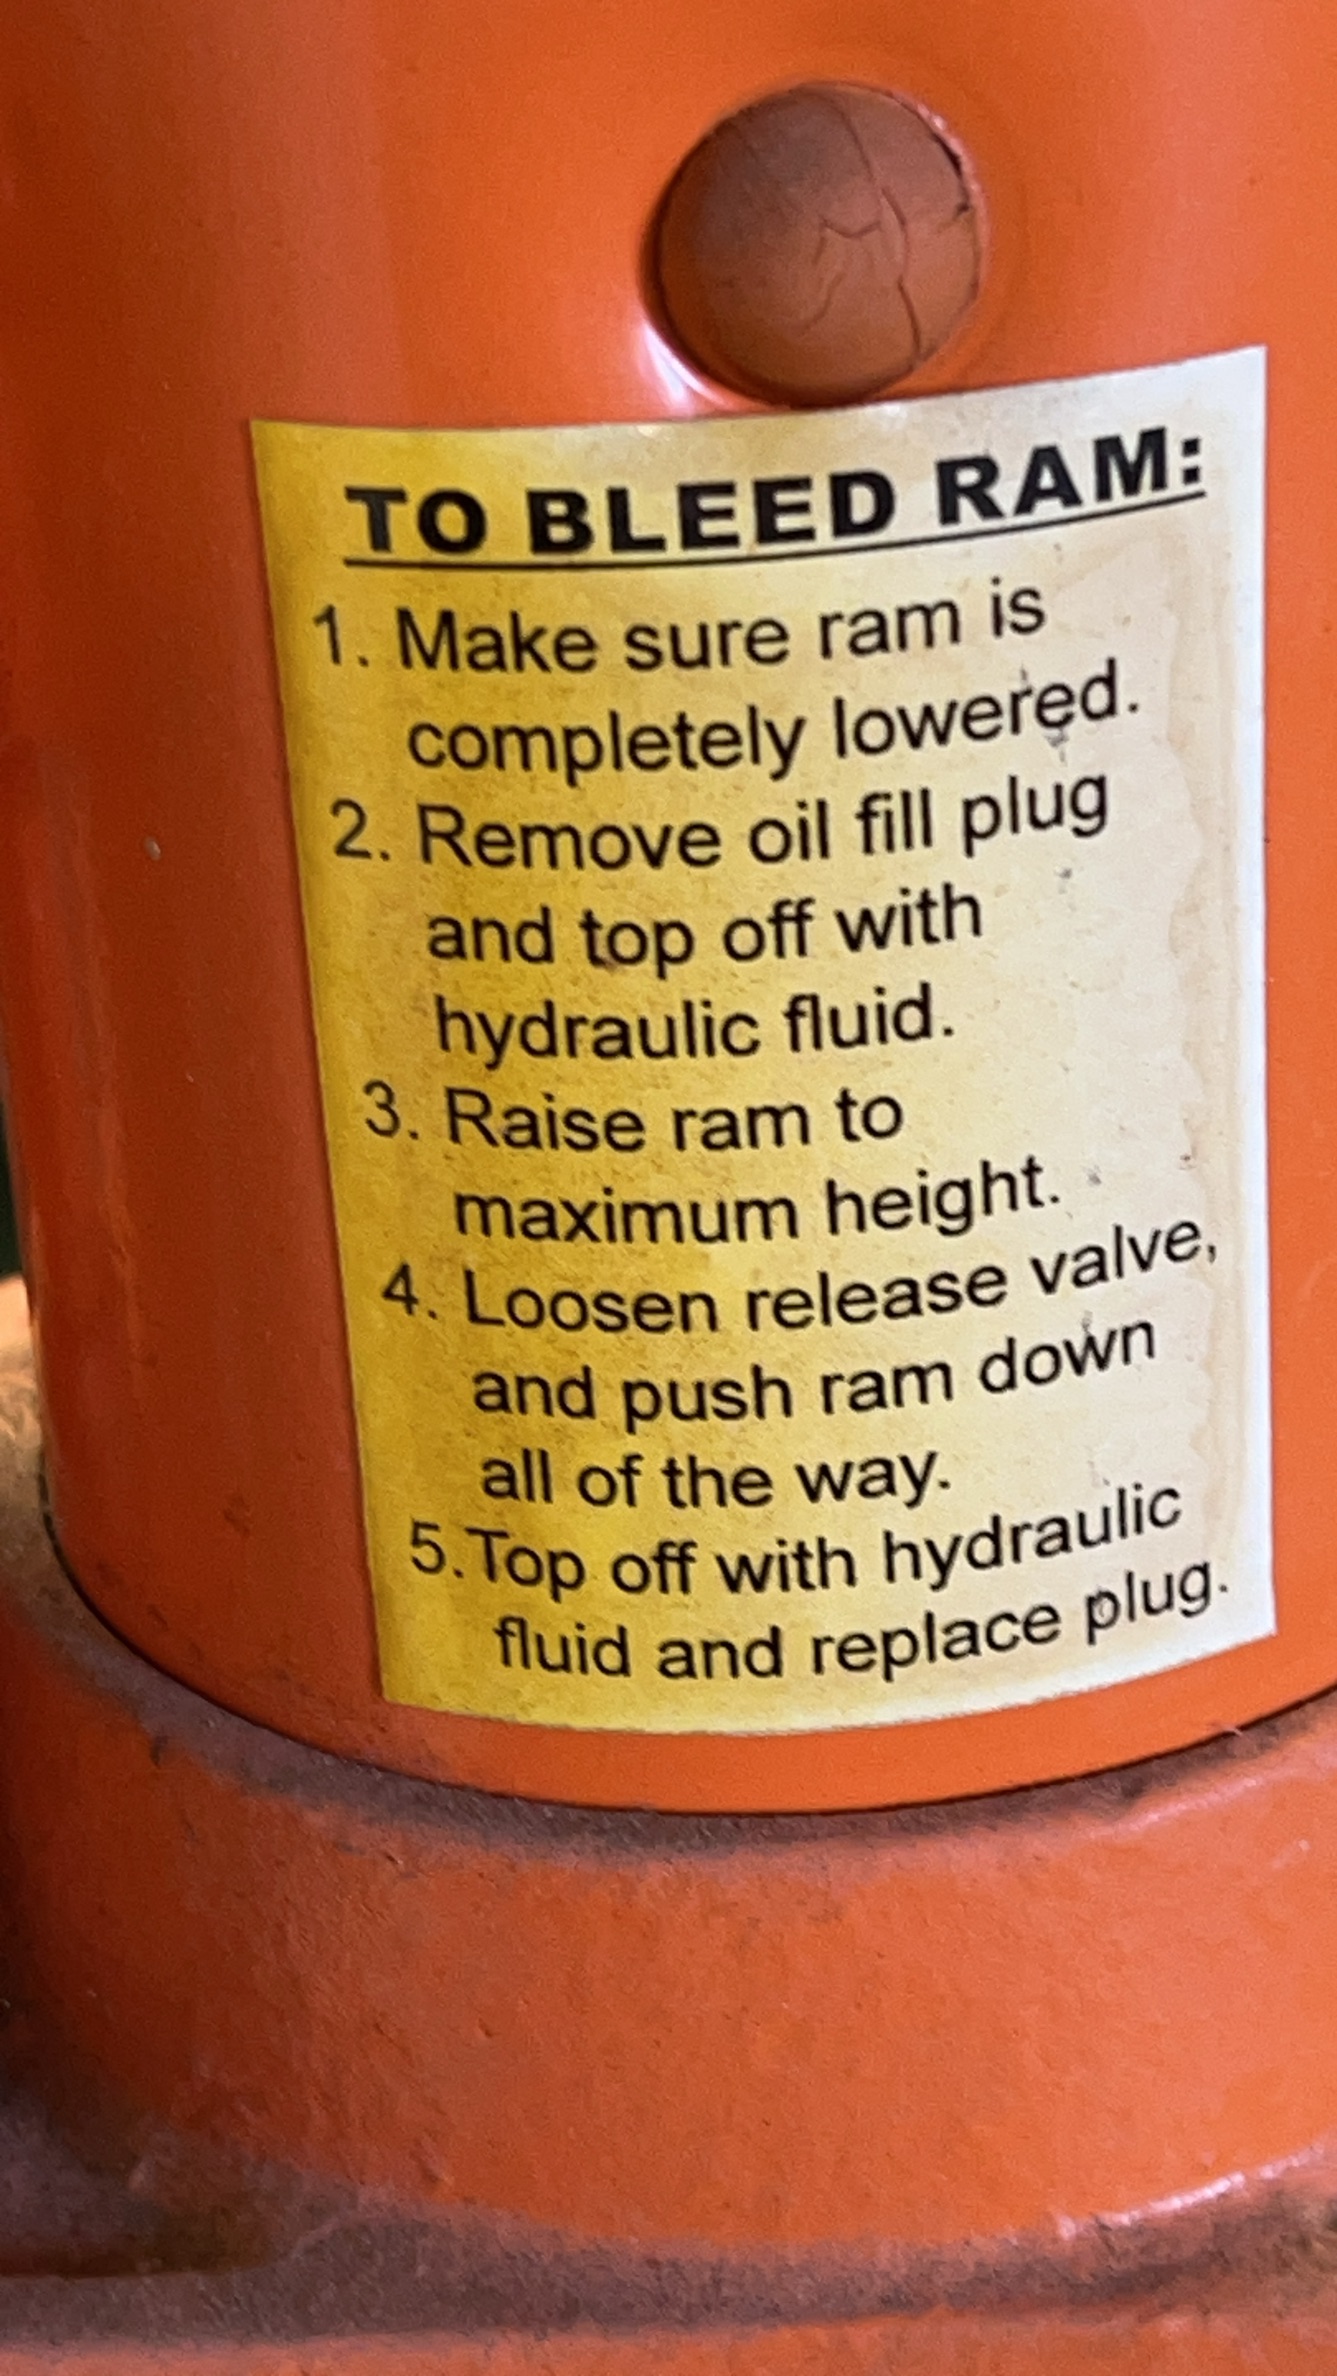 TO BLEED RAM:
1. Make sure ram is
completely lowered.
2. Remove oil fill plug
and top off with
hydraulic fluid.
3. Raise ram to
maximum height.
4. Loosen release valve,
and push ram down
all of the way.
5.Top off with hydraulic
fluid and replace plug.